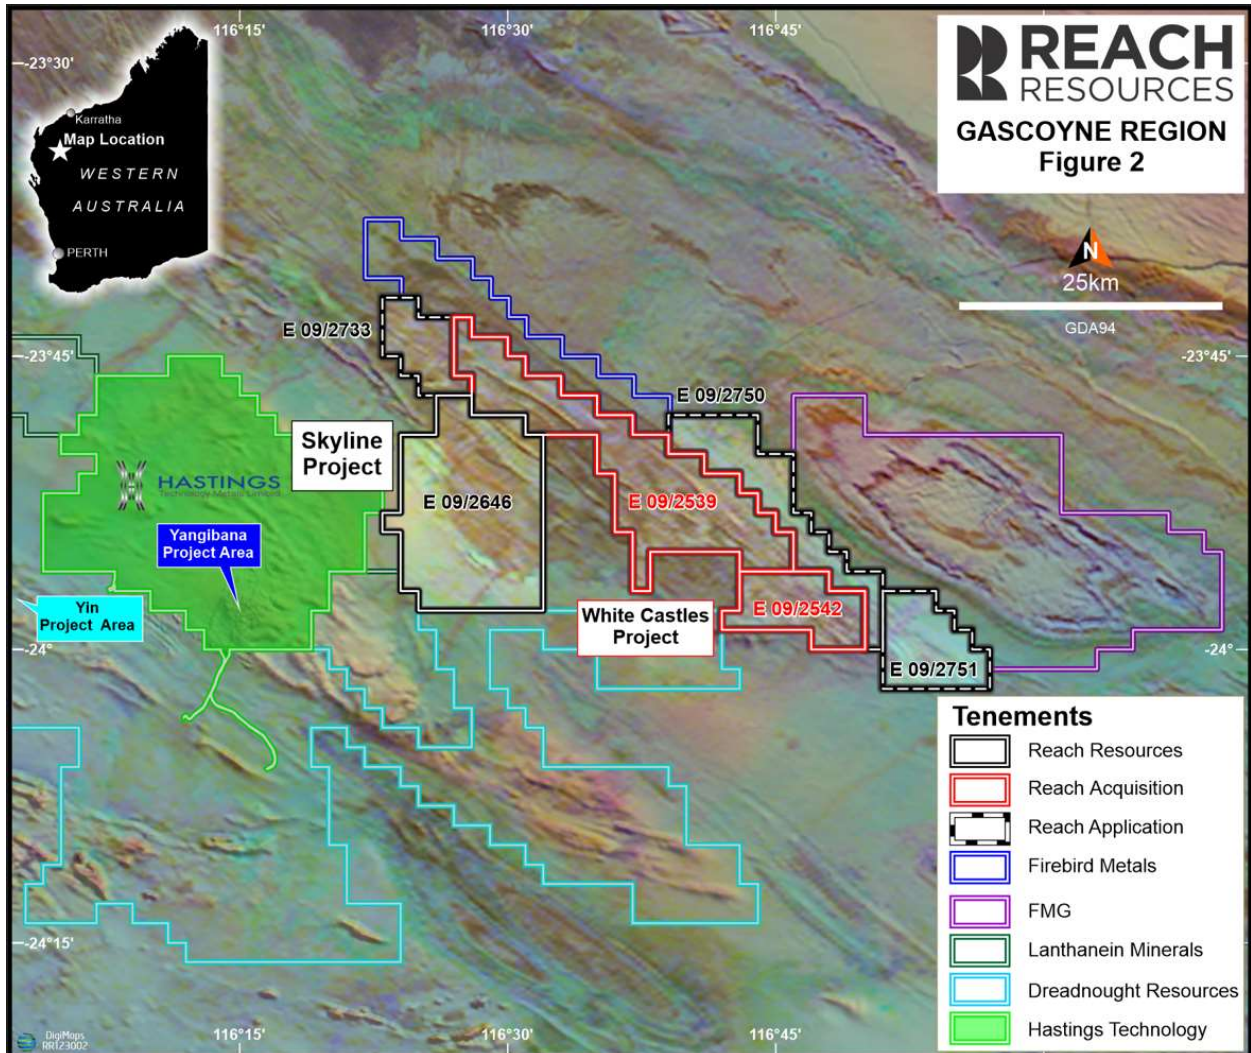 116°15'
116°30'
116°45'
-23°30'
REACH
RESOURCES
GASCOYNE REGION
Figure 2
Karratha
Map Location
WESTERN
AUSTRALIA
PERTH
N
25km
GDA94
E 09/2733
-23°45'
-23°45'
E 09/2750
Skyline
Project
HASTINGS
Technology Metals Limited
E 09/2646
E 09/2539
Yangibana
Project Area
Yin
Project Area
White Castles
Project
E 09/2542
-24°
E 09/2751
Tenements
Reach Resources
Reach Acquisition
Reach Application
Firebird Metals
FMG
Lanthanein Minerals
Dreadnought Resources
Hastings Technology
-24°15'
DigiMaps
RR123002
116°15'
116°30'
116°45'